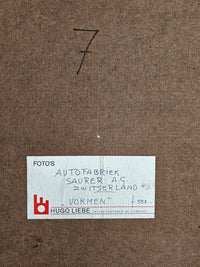 7
FOTO'S
AUTOFABRIEK
SAURER A.G.
ZWITSERLAND
"VORMEN"
HUGO LIEBE